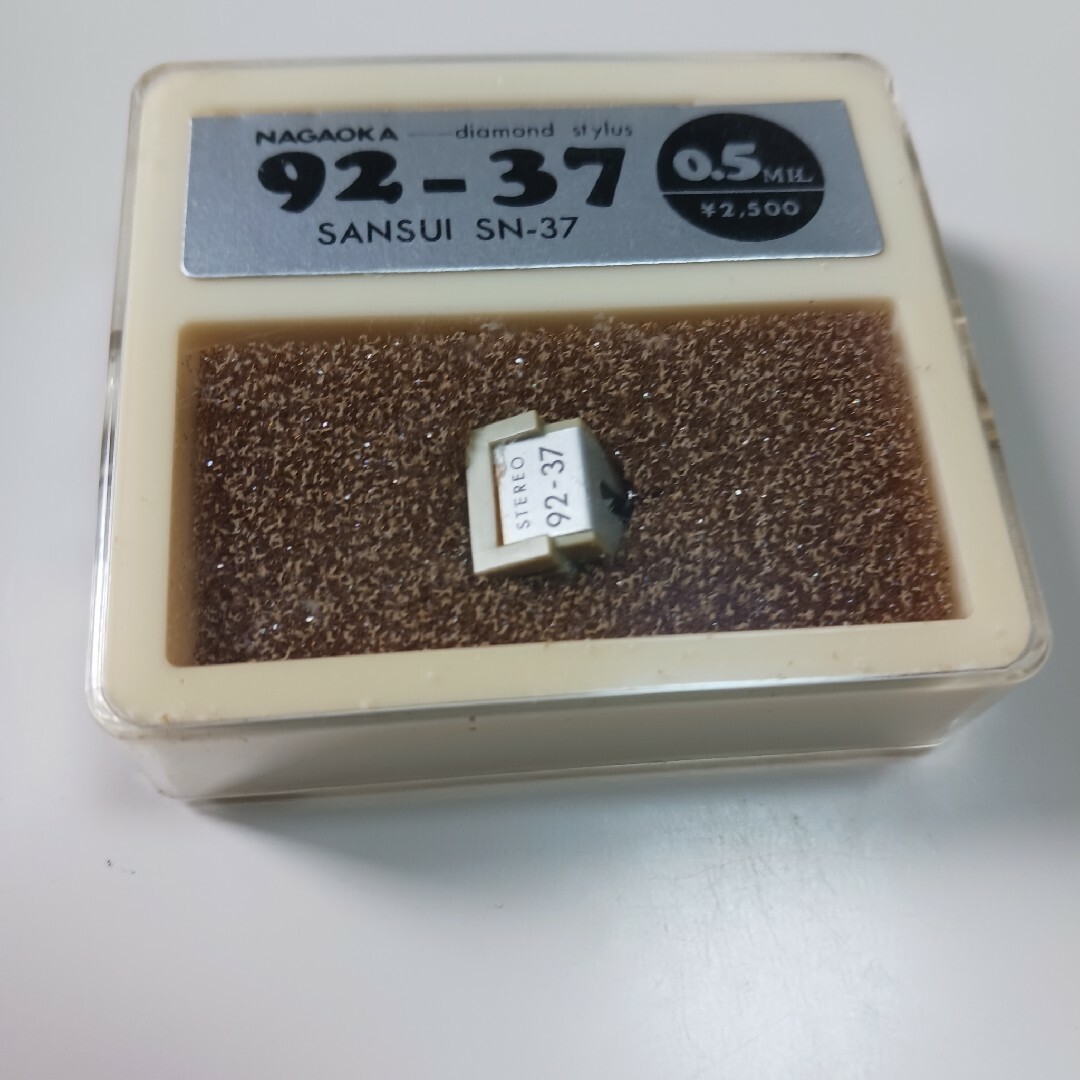 NAGAOKA diamond stylus
92-37
SANSUI SN-37
0.5 MIL
¥2,500
STEREO
92-37